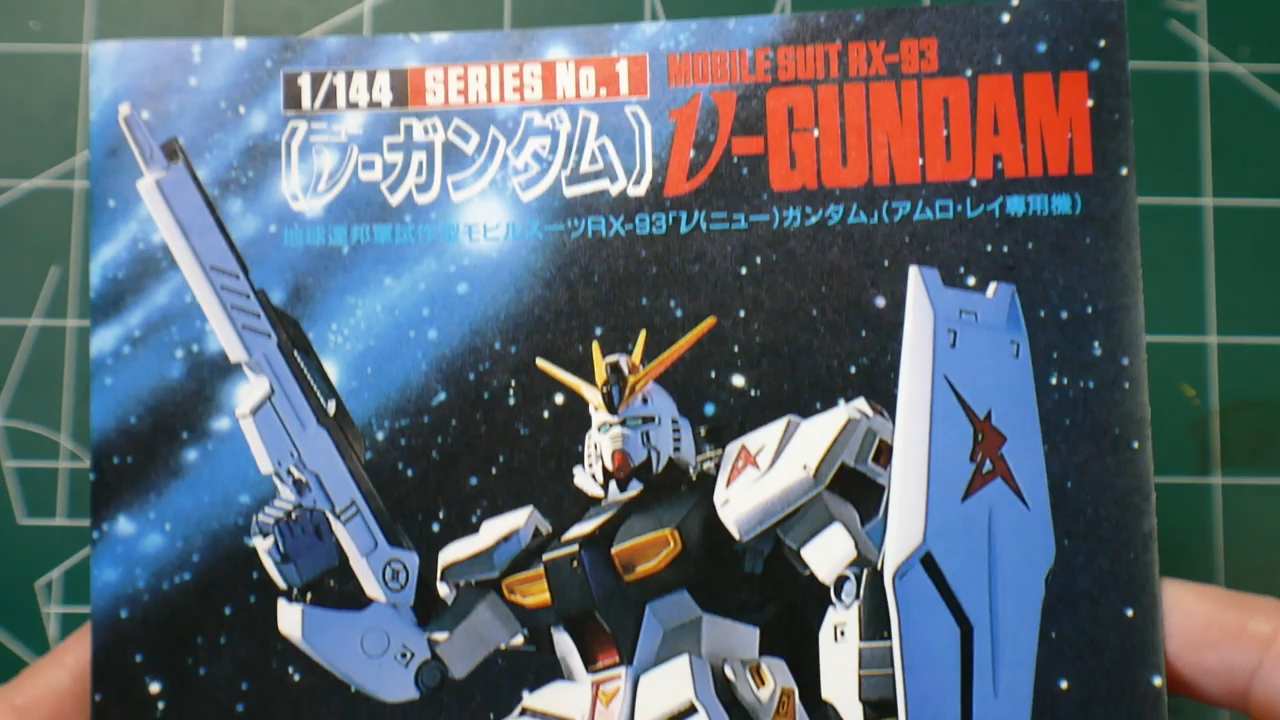 1/144 SERIES No.1
MOBILE SUIT RX-93
(ν-ガンダム)
ν-GUNDAM
地球連邦軍試作型モビルスーツRX-93「ν(ニュー)ガンダム」(アムロ・レイ専用機)